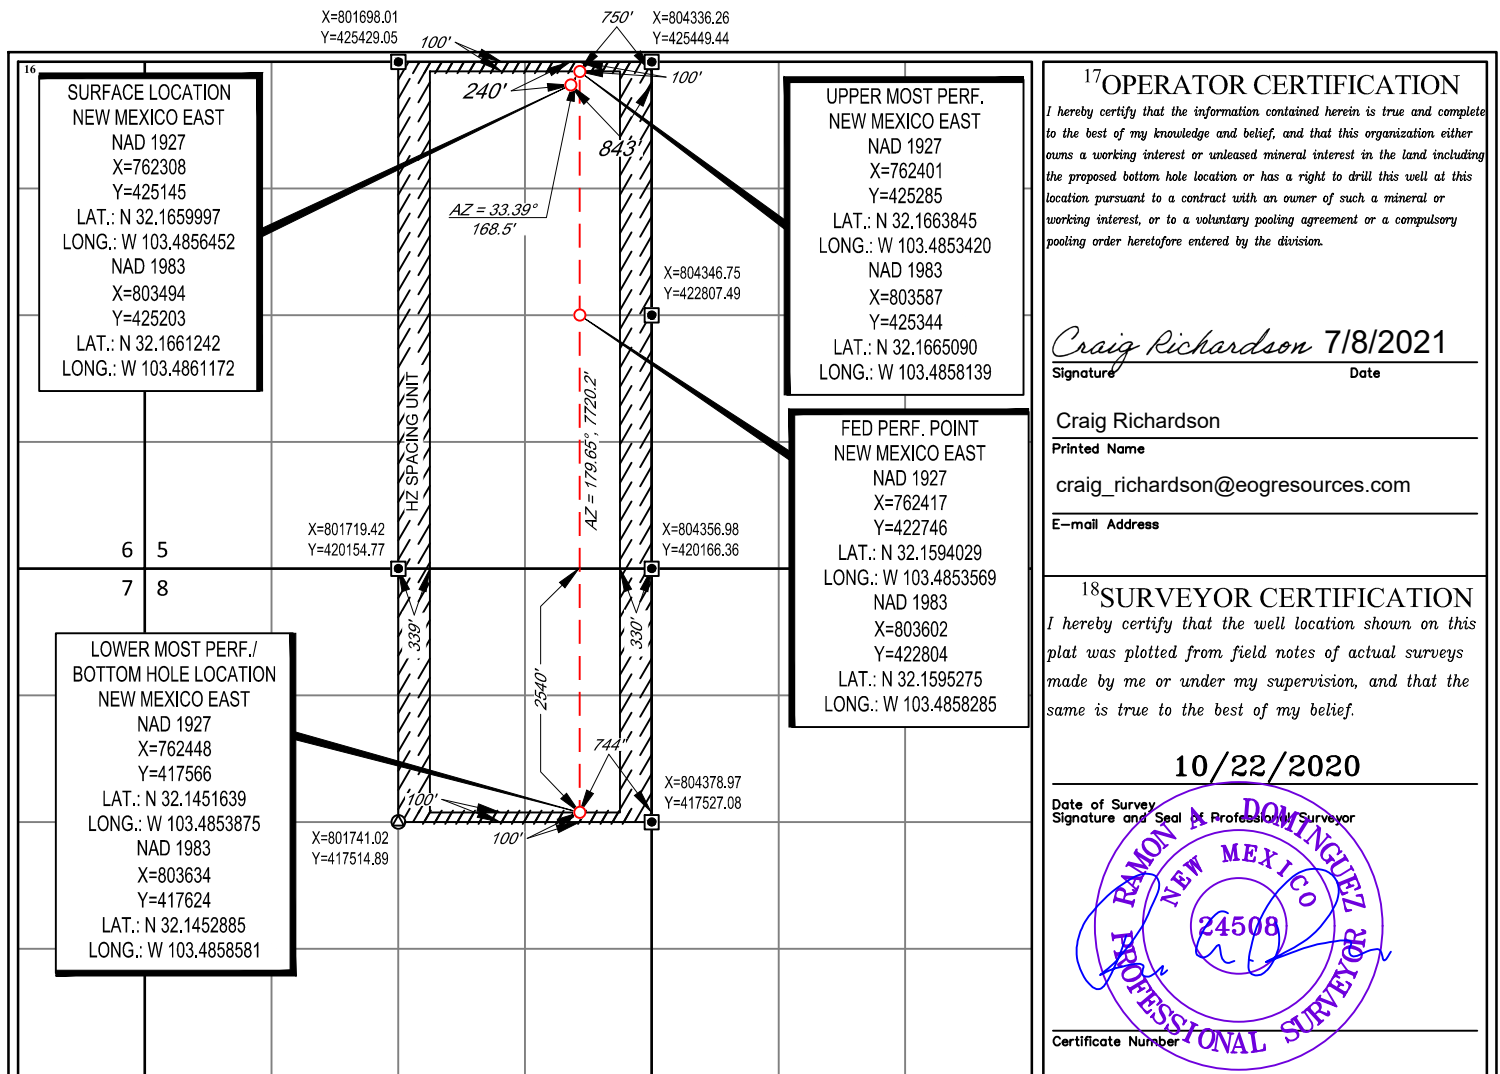 X=801698.01
Y=425429.05
100'
750'
X=804336.26
Y=425449.44
16
240'
100'
843'
AZ = 33.39°
168.5'
SURFACE LOCATION
NEW MEXICO EAST
NAD 1927
X=762308
Y=425145
LAT.: N 32.1659997
LONG.: W 103.4856452
NAD 1983
X=803494
Y=425203
LAT.: N 32.1661242
LONG.: W 103.4861172
UPPER MOST PERF.
NEW MEXICO EAST
NAD 1927
X=762401
Y=425285
LAT.: N 32.1663845
LONG.: W 103.4853420
NAD 1983
X=803587
Y=425344
LAT.: N 32.1665090
LONG.: W 103.4858139
X=804346.75
Y=422807.49
HZ SPACING UNIT
AZ = 179.65°, 7720.2'
FED PERF. POINT
NEW MEXICO EAST
NAD 1927
X=762417
Y=422746
LAT.: N 32.1594029
LONG.: W 103.4853569
NAD 1983
X=803602
Y=422804
LAT.: N 32.1595275
LONG.: W 103.4858285
X=801719.42
Y=420154.77
X=804356.98
Y=420166.36
6 5
7 8
339'
330'
2540'
744'
LOWER MOST PERF./
BOTTOM HOLE LOCATION
NEW MEXICO EAST
NAD 1927
X=762448
Y=417566
LAT.: N 32.1451639
LONG.: W 103.4853875
NAD 1983
X=803634
Y=417624
LAT.: N 32.1452885
LONG.: W 103.4858581
X=804378.97
Y=417527.08
100'
100'
X=801741.02
Y=417514.89
17 OPERATOR CERTIFICATION
I hereby certify that the information contained herein is true and complete
to the best of my knowledge and belief, and that this organization either
owns a working interest or unleased mineral interest in the land including
the proposed bottom hole location or has a right to drill this well at this
location pursuant to a contract with an owner of such a mineral or
working interest, or to a voluntary pooling agreement or a compulsory
pooling order heretofore entered by the division.
Craig Richardson 7/8/2021
Signature Date
Craig Richardson
Printed Name
craig_richardson@eogresources.com
E-mail Address
18 SURVEYOR CERTIFICATION
I hereby certify that the well location shown on this
plat was plotted from field notes of actual surveys
made by me or under my supervision, and that the
same is true to the best of my belief.
10/22/2020
Date of Survey
Signature and Seal of Professional Surveyor
RAMON A. DOMINGUEZ
NEW MEXICO
24508
PROFESSIONAL SURVEYOR
Certificate Number